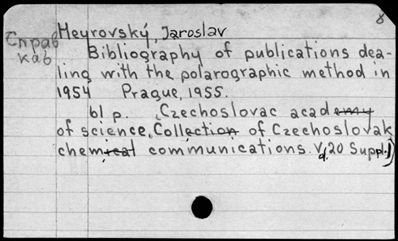 8
Heyrovský, Jaroslav
Справ
каб
Bibliography of publications dea-
ling with the polarographic method in
1954 Prague, 1955.
61 p. (Czechoslovac academy
of science, Collection of Czechoslovak
chemical communications. V. 20 Suppl.1)